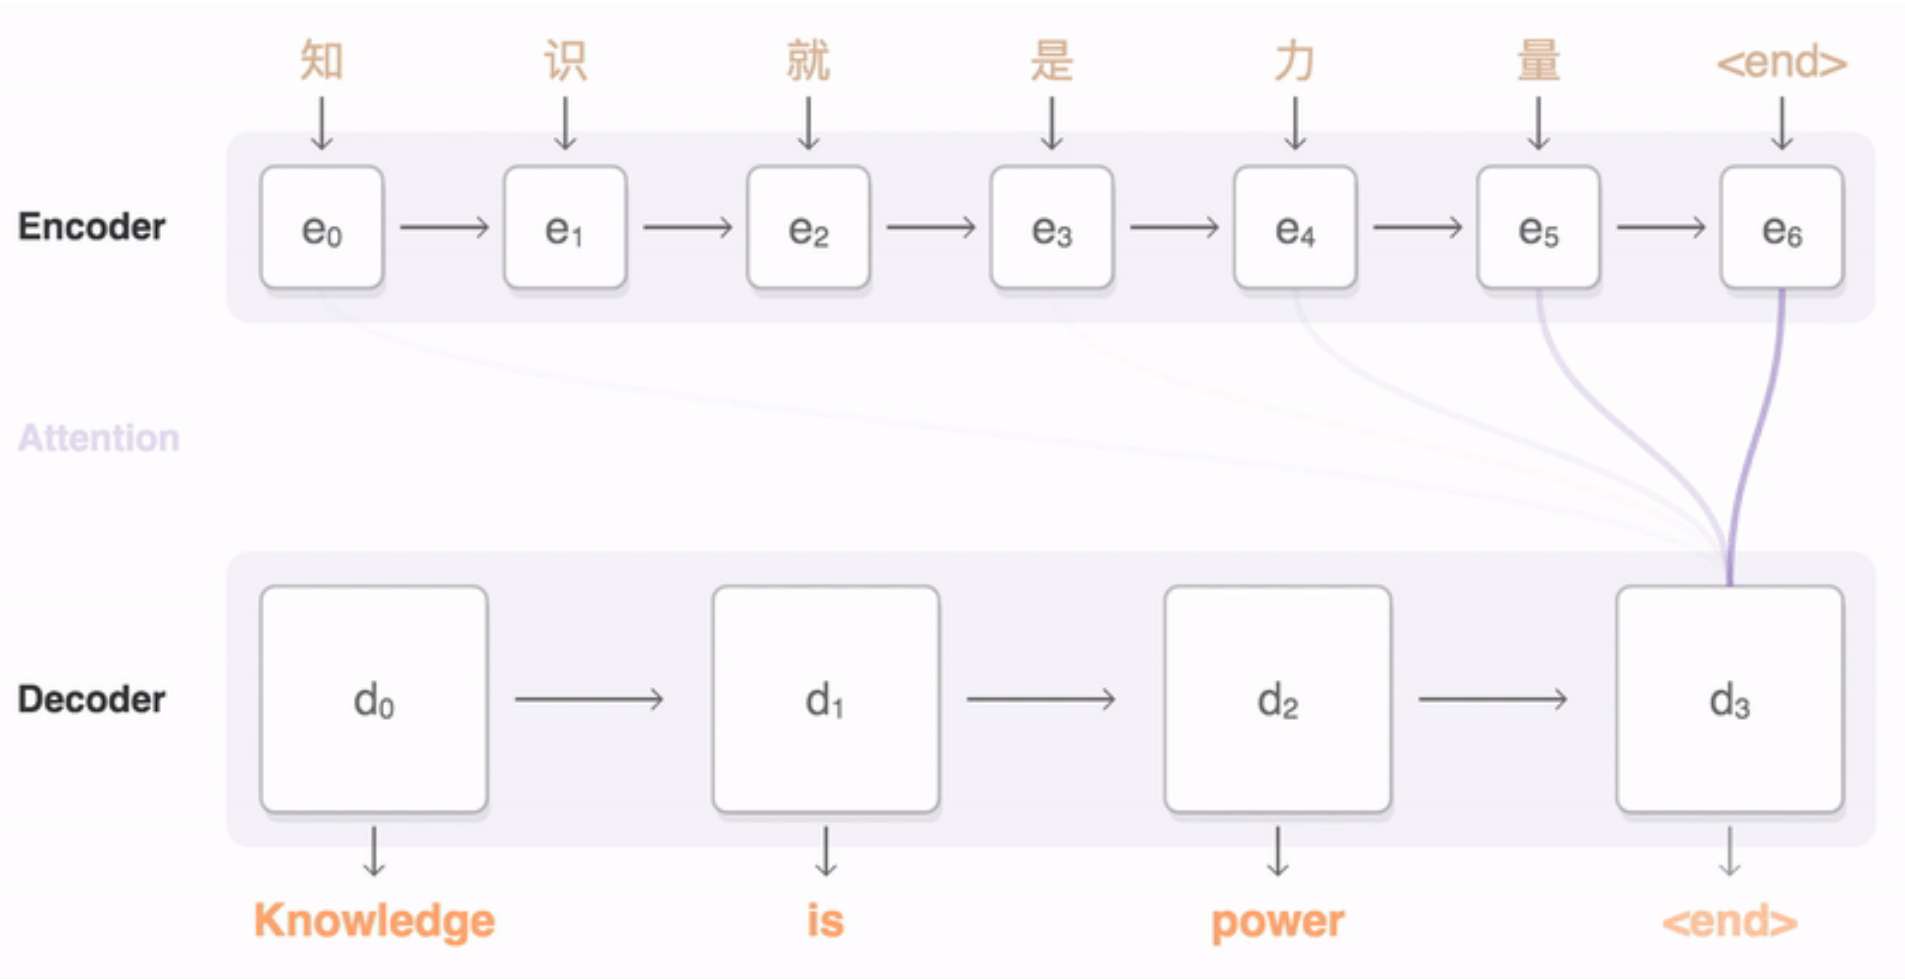 知 识 就 是 力 量 <end>
Encoder e₀ e₁ e₂ e₃ e₄ e₅ e₆
Attention
Decoder d₀ d₁ d₂ d₃
Knowledge is power <end>